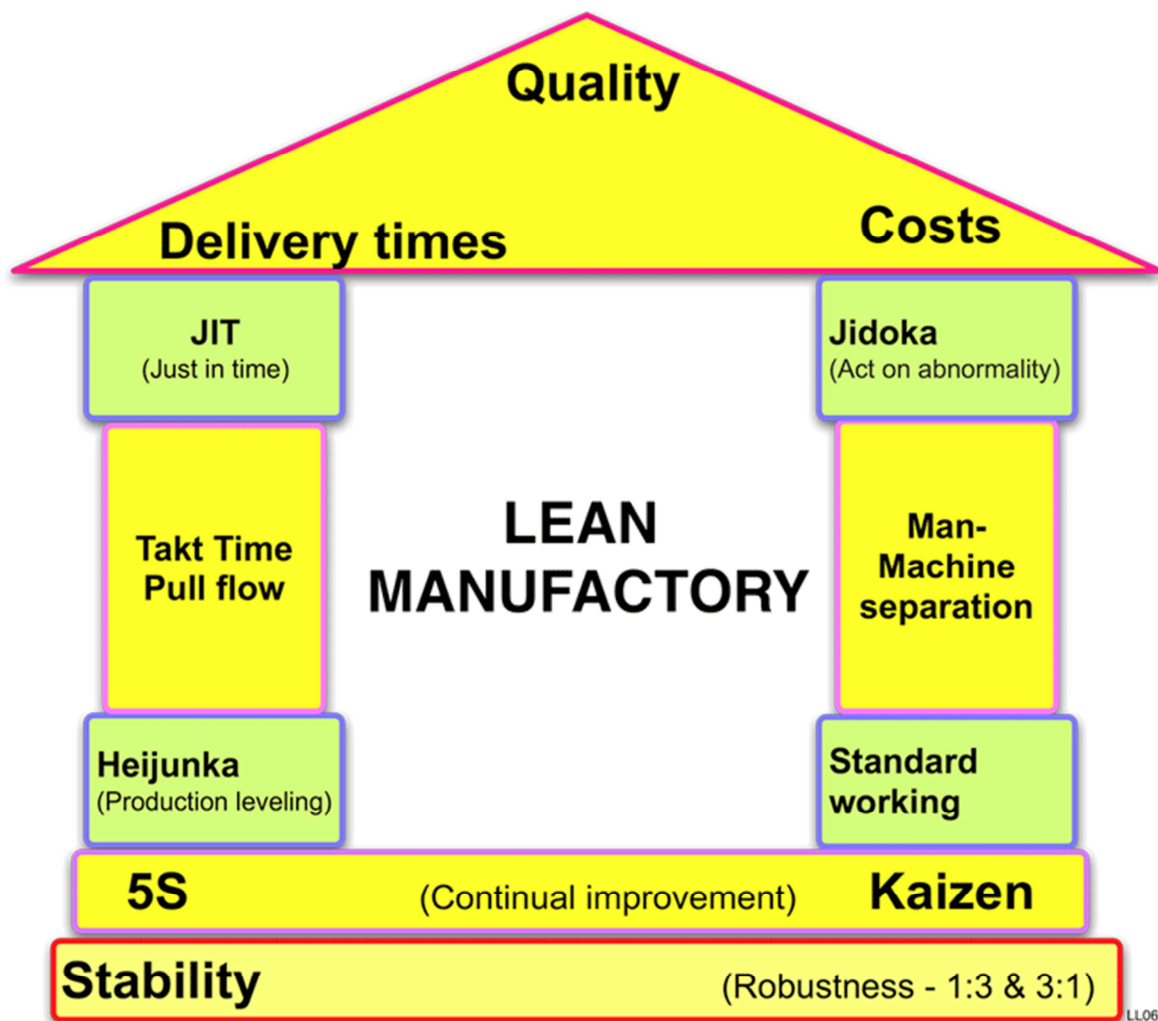 Quality
Delivery times
Costs
JIT
(Just in time)
Jidoka
(Act on abnormality)
Takt Time
Pull flow
LEAN
MANUFACTORY
Man-
Machine
separation
Heijunka
(Production leveling)
Standard
working
5S (Continual improvement) Kaizen
Stability (Robustness - 1:3 & 3:1)
LL06